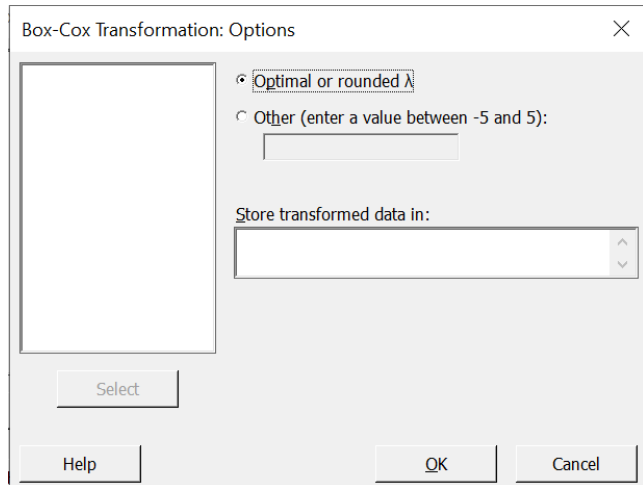 Box-Cox Transformation: Options
Optimal or rounded λ
Other (enter a value between -5 and 5):
Store transformed data in:
Select
Help
OK
Cancel